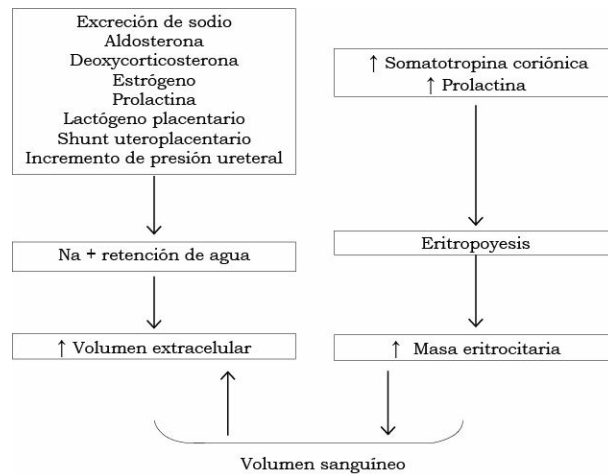 Excreción de sodio
Aldosterona
Deoxycorticosterona
Estrógeno
Prolactina
Lactógeno placentario
Shunt uteroplacentario
Incremento de presión ureteral
↑ Somatotropina coriónica
↑ Prolactina
Na + retención de agua
Eritropoyesis
↑ Volumen extracelular
↑ Masa eritrocitaria
Volumen sanguíneo